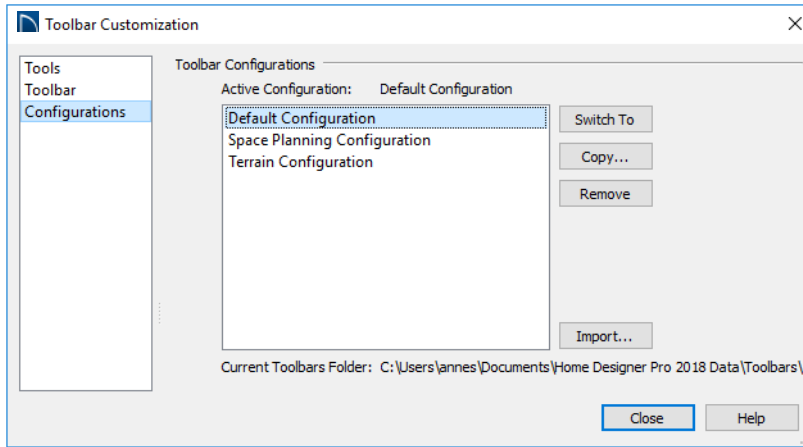 Toolbar Customization
Tools
Toolbar
Configurations
Toolbar Configurations
Active Configuration: Default Configuration
Default Configuration
Space Planning Configuration
Terrain Configuration
Switch To
Copy...
Remove
Import...
Current Toolbars Folder: C:\Users\annes\Documents\Home Designer Pro 2018 Data\Toolbars\
Close
Help